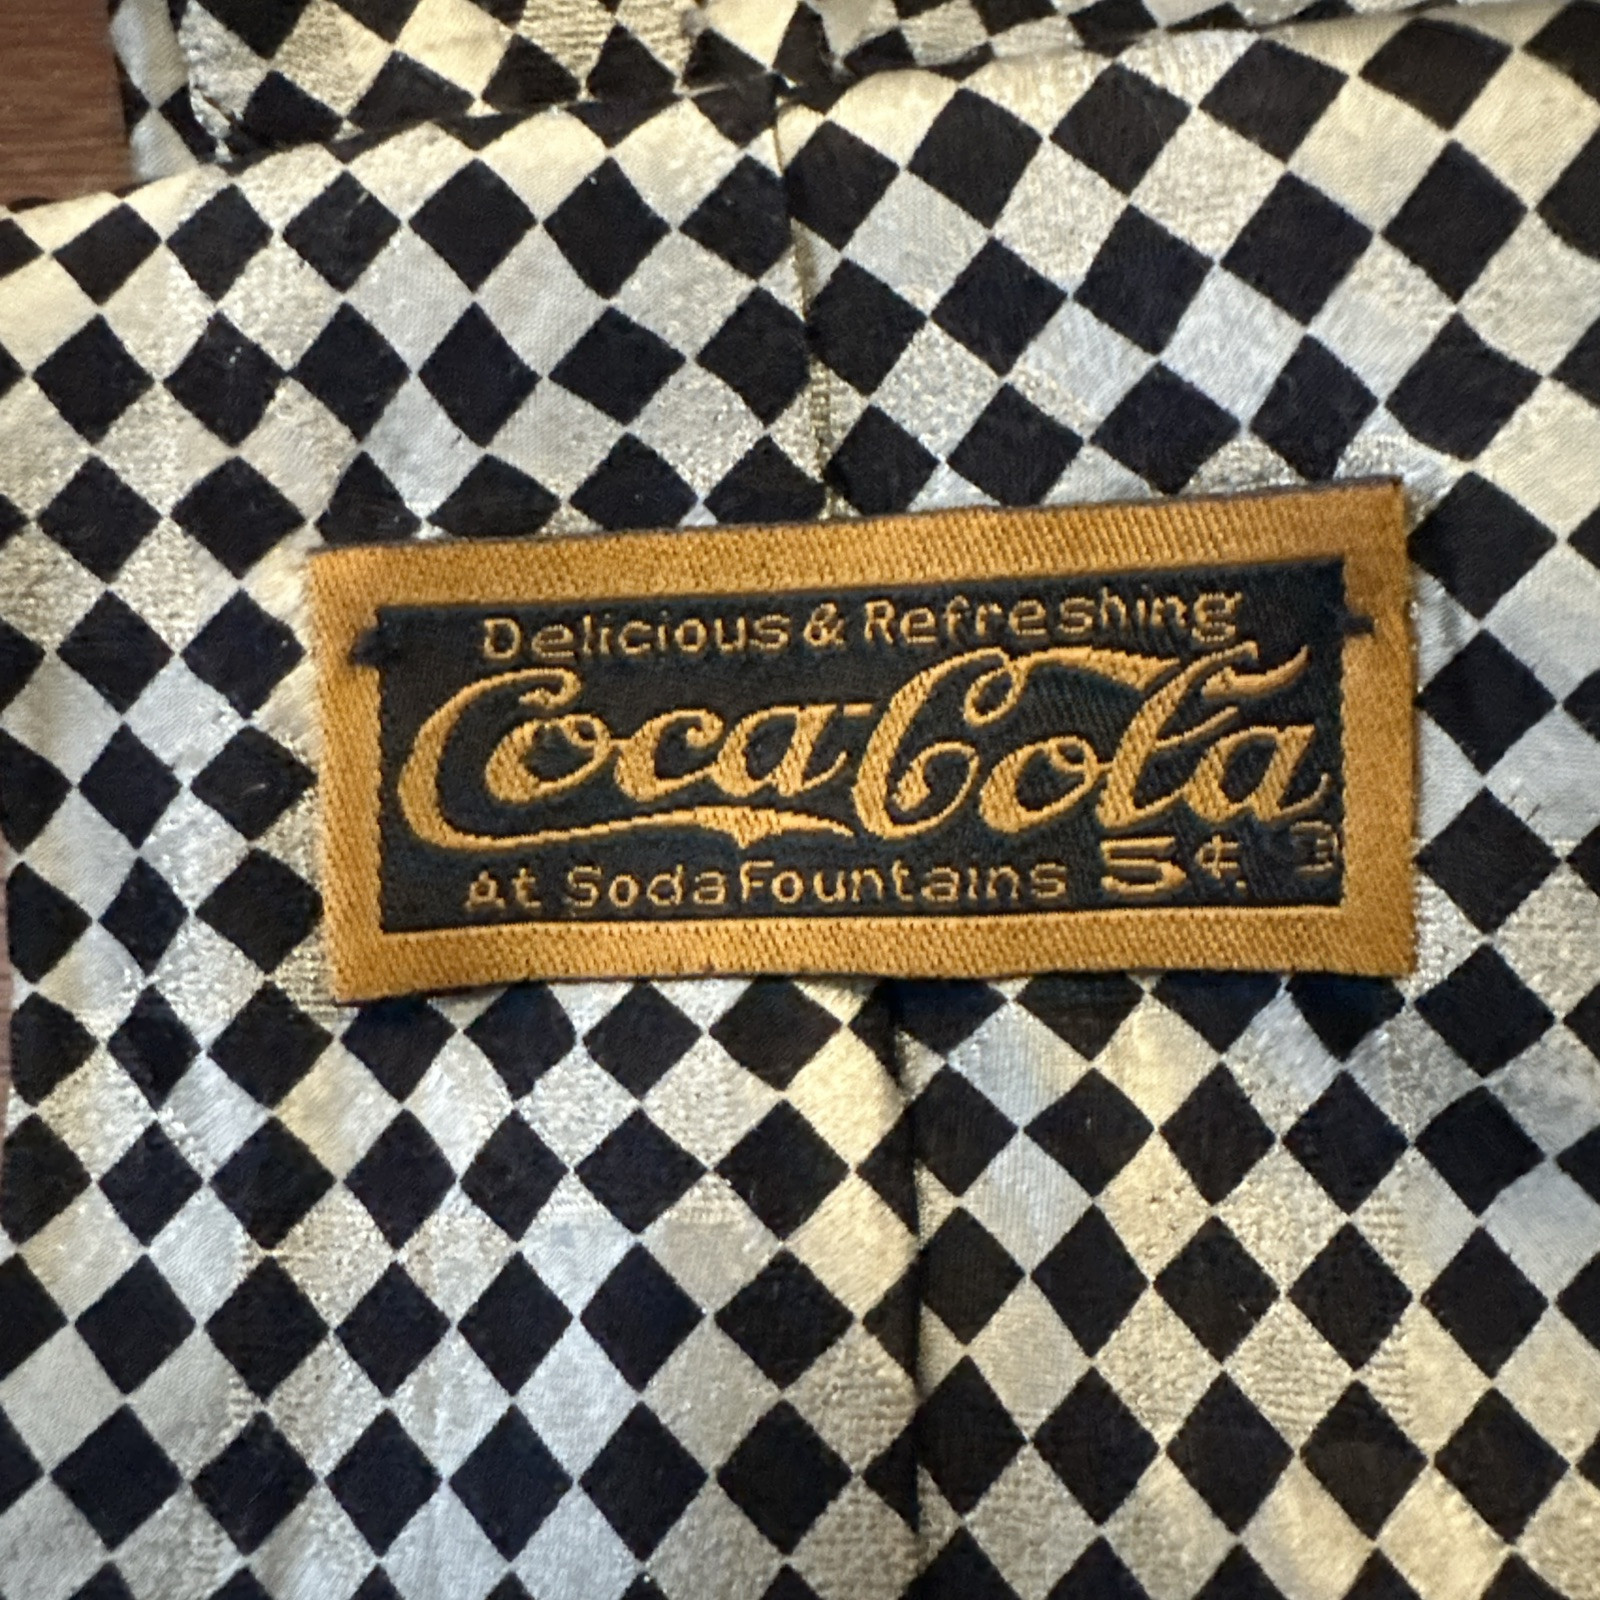 Delicious & Refreshing
Coca-Cola
At Soda Fountains 5¢ ®